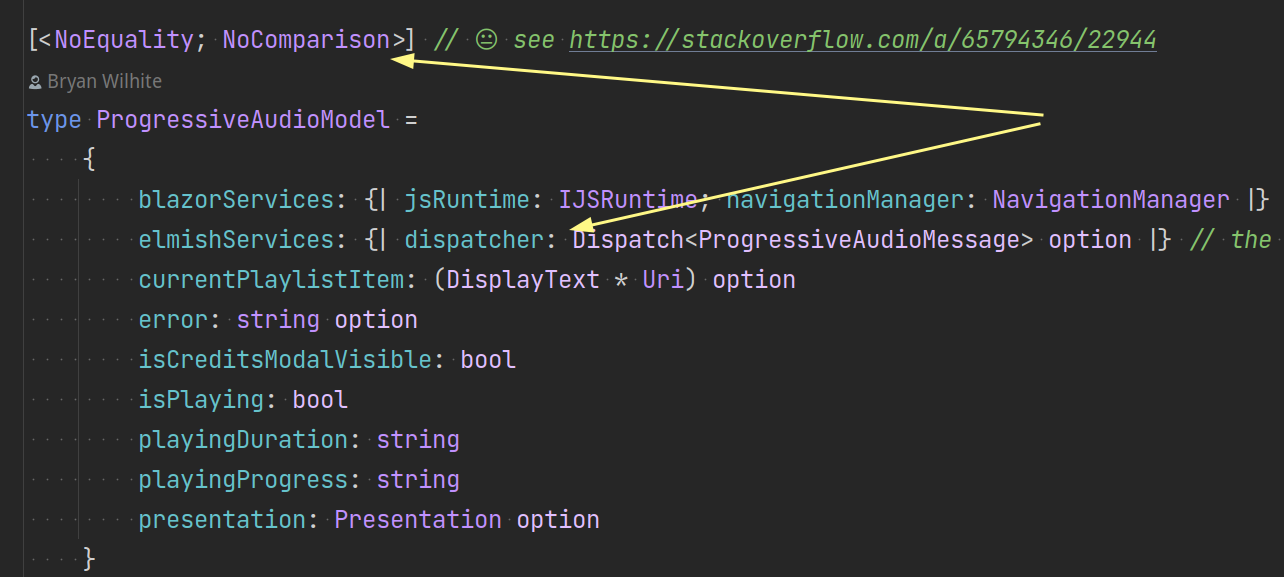 [<NoEquality; NoComparison>] // 😐 see https://stackoverflow.com/a/65794346/22944
Bryan Wilhite
type ProgressiveAudioModel =
{
blazorServices: {| jsRuntime: IJSRuntime; navigationManager: NavigationManager |}
elmishServices: {| dispatcher: Dispatch<ProgressiveAudioMessage> option |} // the
currentPlaylistItem: (DisplayText * Uri) option
error: string option
isCreditsModalVisible: bool
isPlaying: bool
playingDuration: string
playingProgress: string
presentation: Presentation option
}